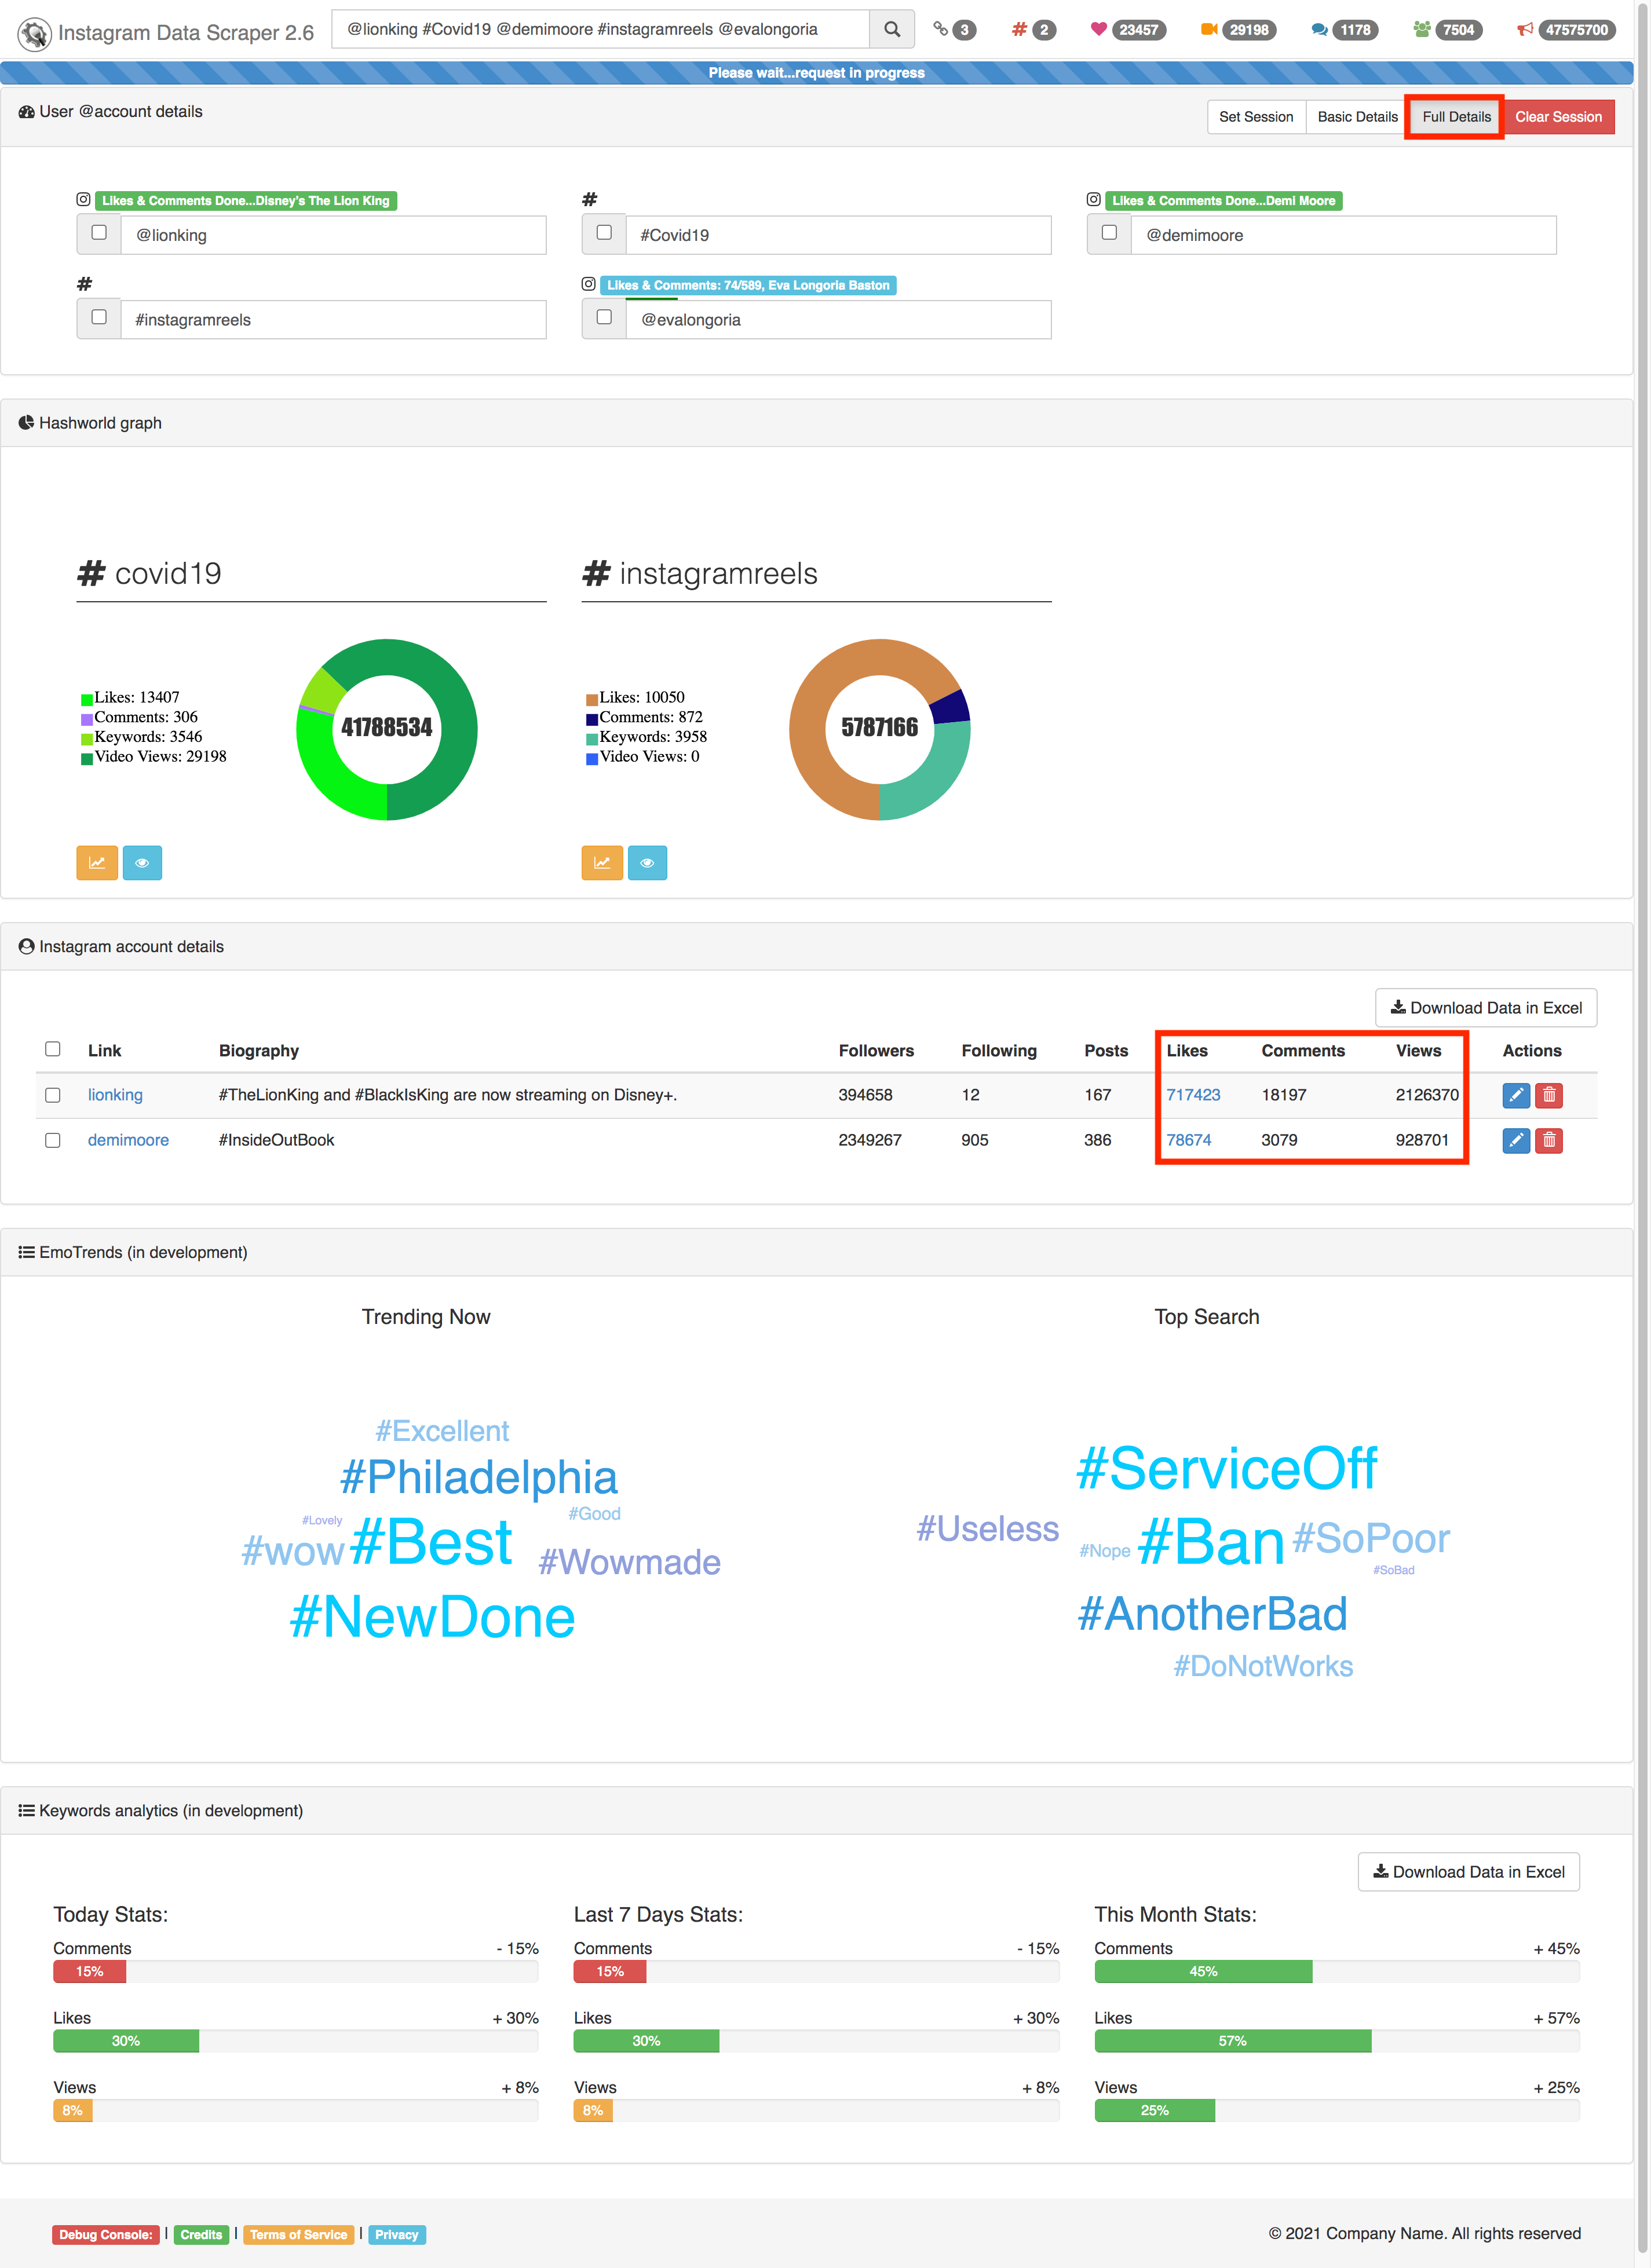 Instagram Data Scraper 2.6
@lionking #Covid19 @demimoore #instagramreels @evalongoria
3
# 2
23457
29198
1178
7504
47575700
Please wait...request in progress
User @account details
Set Session
Basic Details
Full Details
Clear Session
Likes & Comments Done...Disney's The Lion King
#
Likes & Comments Done...Demi Moore
@lionking
#Covid19
@demimoore
#
Likes & Comments: 74/589, Eva Longoria Baston
#instagramreels
@evalongoria
Hashworld graph
# covid19
Likes: 13407
Comments: 306
Keywords: 3546
Video Views: 29198
41788534
# instagramreels
Likes: 10050
Comments: 872
Keywords: 3958
Video Views: 0
5787166
Instagram account details
Download Data in Excel
Link Biography Followers Following Posts Likes Comments Views Actions
lionking #TheLionKing and #BlackIsKing are now streaming on Disney+. 394658 12 167 717423 18197 2126370
demimoore #InsideOutBook 2349267 905 386 78674 3079 928701
EmoTrends (in development)
Trending Now
#Excellent
#Philadelphia
#Good
#Lovely
#wow
#Best
#Wowmade
#NewDone
Top Search
#ServiceOff
#Useless
#Nope
#Ban
#SoPoor
#SoBad
#AnotherBad
#DoNotWorks
Keywords analytics (in development)
Download Data in Excel
Today Stats:
Comments - 15%
15%
Likes + 30%
30%
Views + 8%
8%
Last 7 Days Stats:
Comments - 15%
15%
Likes + 30%
30%
Views + 8%
8%
This Month Stats:
Comments + 45%
45%
Likes + 57%
57%
Views + 25%
25%
Debug Console: | Credits | Terms of Service | Privacy
© 2021 Company Name. All rights reserved